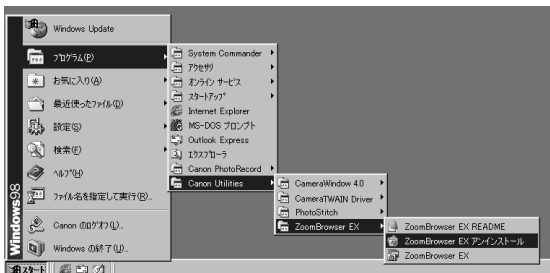 Windows Update
プログラム(P)
お気に入り(A)
最近使ったファイル(D)
設定(S)
検索(F)
ヘルプ(H)
ファイル名を指定して実行(R)...
Canon のログオフ(L)...
Windows の終了(U)...
Windows98
スタート
System Commander
アクセサリ
オンライン サービス
スタートアップ
Internet Explorer
MS-DOS プロンプト
Outlook Express
エクスプローラ
Canon PhotoRecord
Canon Utilities
CameraWindow 4.0
CameraTWAIN Driver
PhotoStitch
ZoomBrowser EX
ZoomBrowser EX README
ZoomBrowser EX アンインストール
ZoomBrowser EX